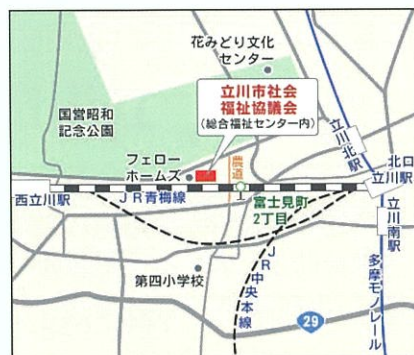 花みどり文化
センター
立川市社会
福祉協議会
(総合福祉センター内)
国営昭和
記念公園
立川北駅
フェロー
ホームズ
農道
北口
立川駅
西立川駅
JR青梅線
富士見町
2丁目
立川南駅
第四小学校
JR中央本線
多摩モノレール
29